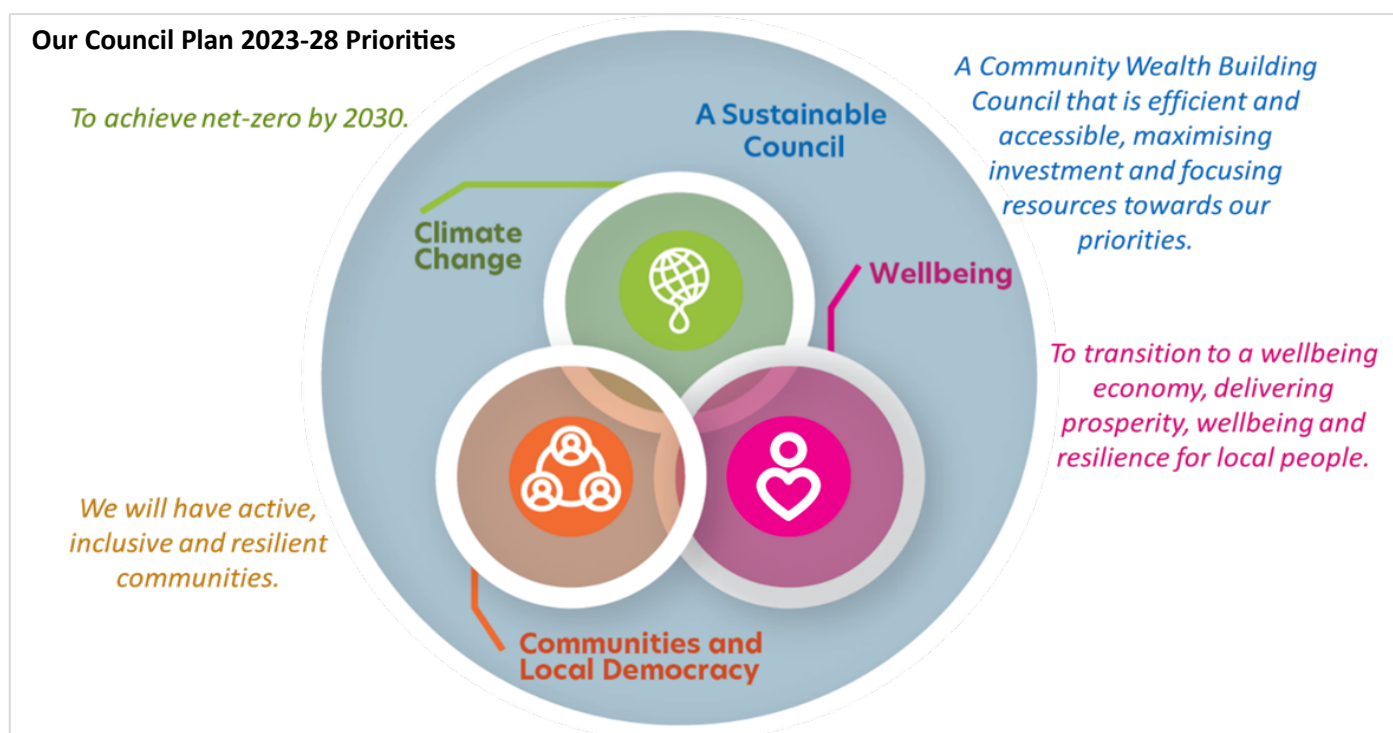 Our Council Plan 2023-28 Priorities
To achieve net-zero by 2030.
A Sustainable
Council
A Community Wealth Building
Council that is efficient and
accessible, maximising
investment and focusing
resources towards our
priorities.
Climate
Change
Wellbeing
To transition to a wellbeing
economy, delivering
prosperity, wellbeing and
resilience for local people.
We will have active,
inclusive and resilient
communities.
Communities and
Local Democracy